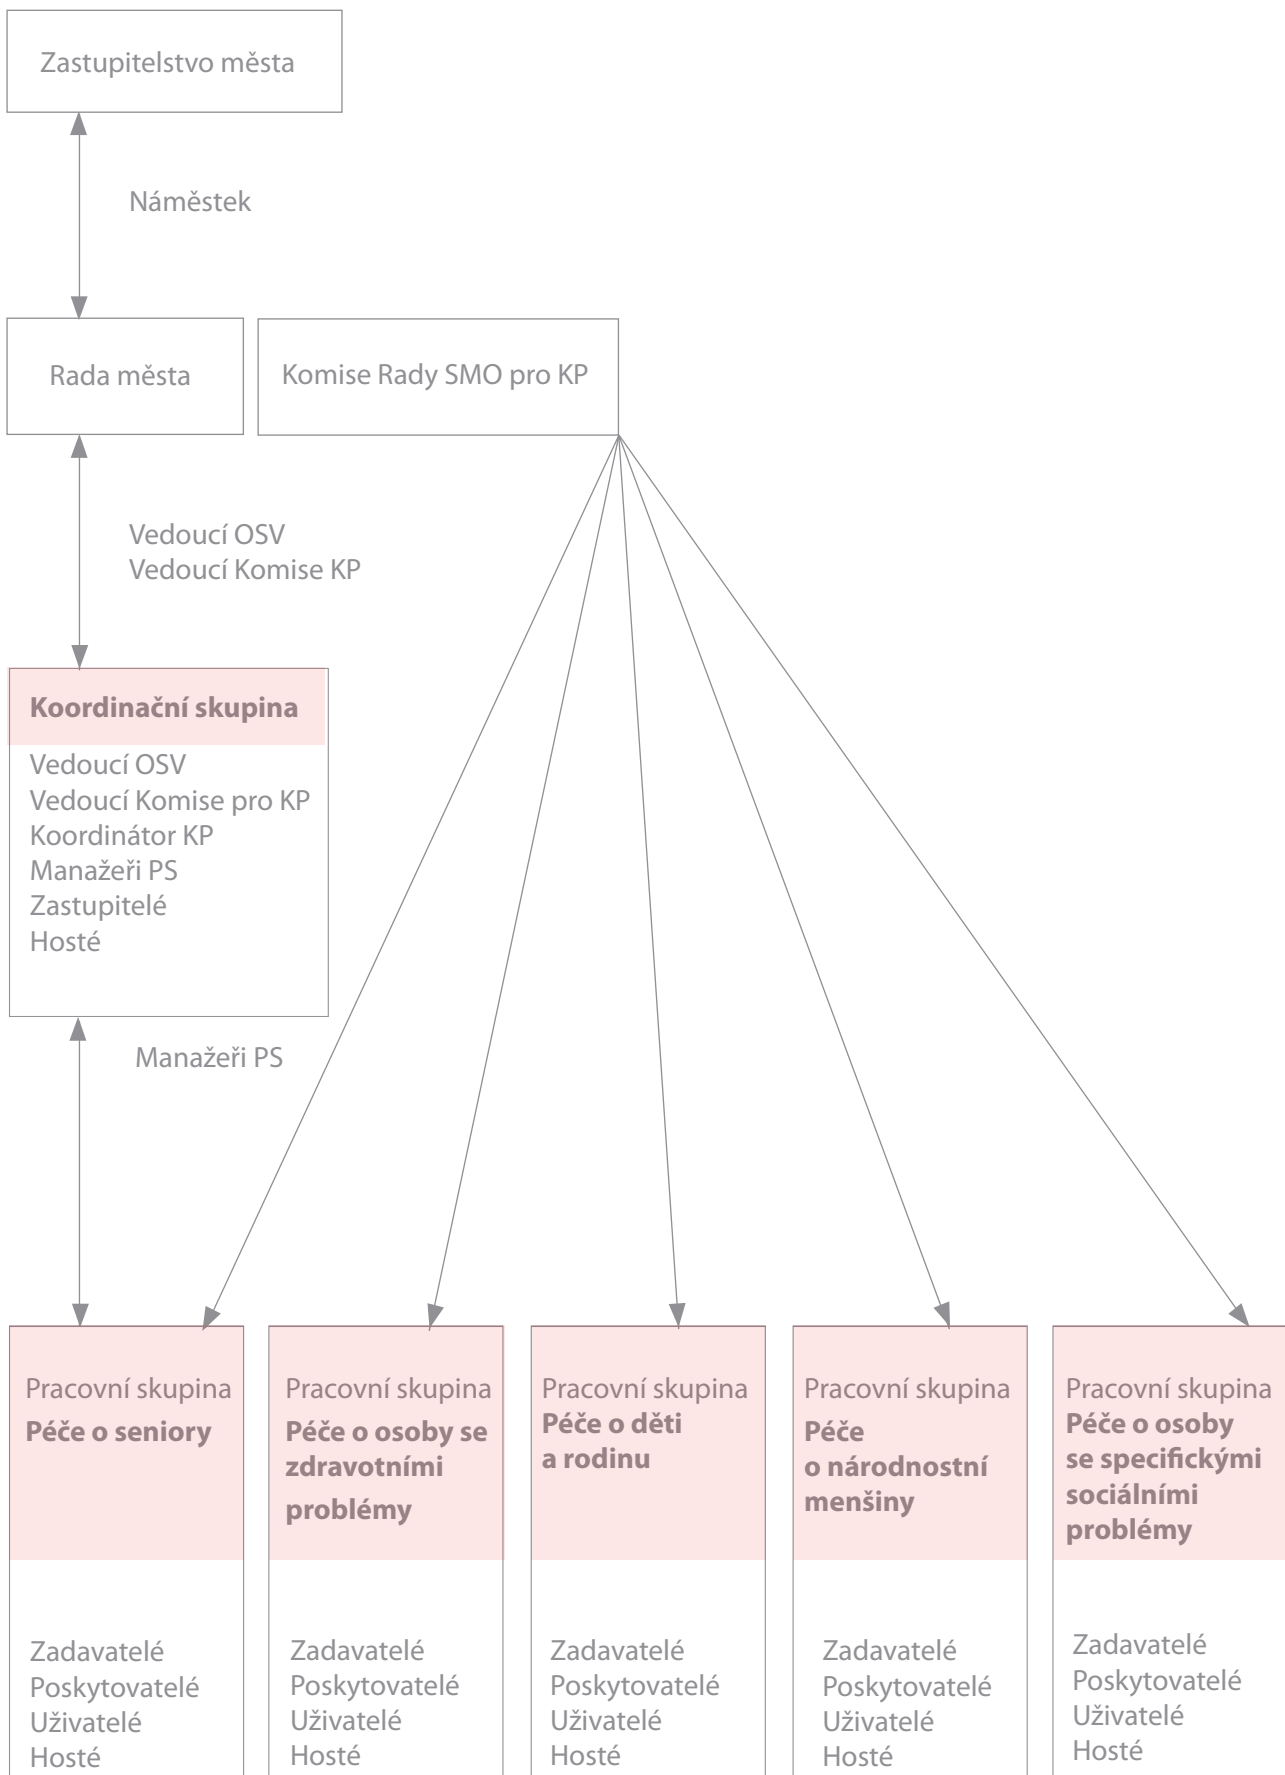 Zastupitelstvo města
Náměstek
Rada města
Komise Rady SMO pro KP
Vedoucí OSV
Vedoucí Komise KP
Koordinační skupina
Vedoucí OSV
Vedoucí Komise pro KP
Koordinátor KP
Manažeři PS
Zastupitelé
Hosté
Manažeři PS
Pracovní skupina
Péče o seniory
Zadavatelé
Poskytovatelé
Uživatelé
Hosté
Pracovní skupina
Péče o osoby se
zdravotními
problémy
Zadavatelé
Poskytovatelé
Uživatelé
Hosté
Pracovní skupina
Péče o děti
a rodinu
Zadavatelé
Poskytovatelé
Uživatelé
Hosté
Pracovní skupina
Péče
o národnostní
menšiny
Zadavatelé
Poskytovatelé
Uživatelé
Hosté
Pracovní skupina
Péče o osoby
se specifickými
sociálními
problémy
Zadavatelé
Poskytovatelé
Uživatelé
Hosté